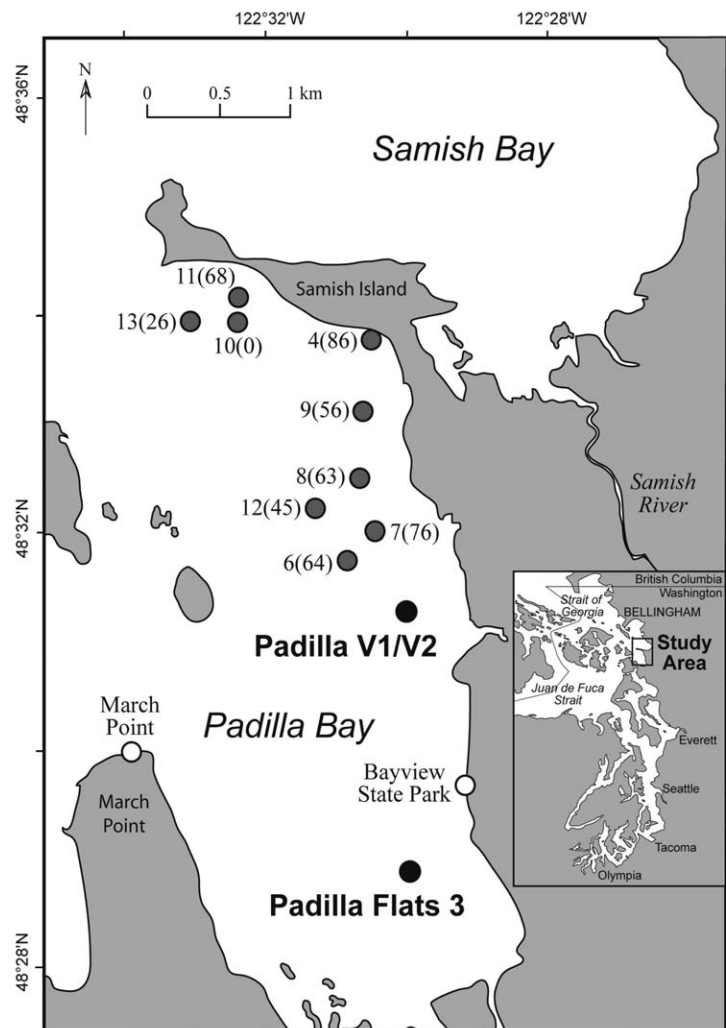 122°32'W
122°28'W
48°36'N
N
0
0.5
1 km
Samish Bay
11(68)
Samish Island
13(26)
10(0)
4(86)
9(56)
8(63)
Samish
River
12(45)
48°32'N
7(76)
6(64)
British Columbia
Washington
Strait of
Georgia
BELLINGHAM
Padilla V1/V2
Study
Area
Juan de Fuca
Strait
March
Point
Padilla Bay
Everett
Bayview
State Park
Seattle
March
Point
Tacoma
Olympia
Padilla Flats 3
48°28'N